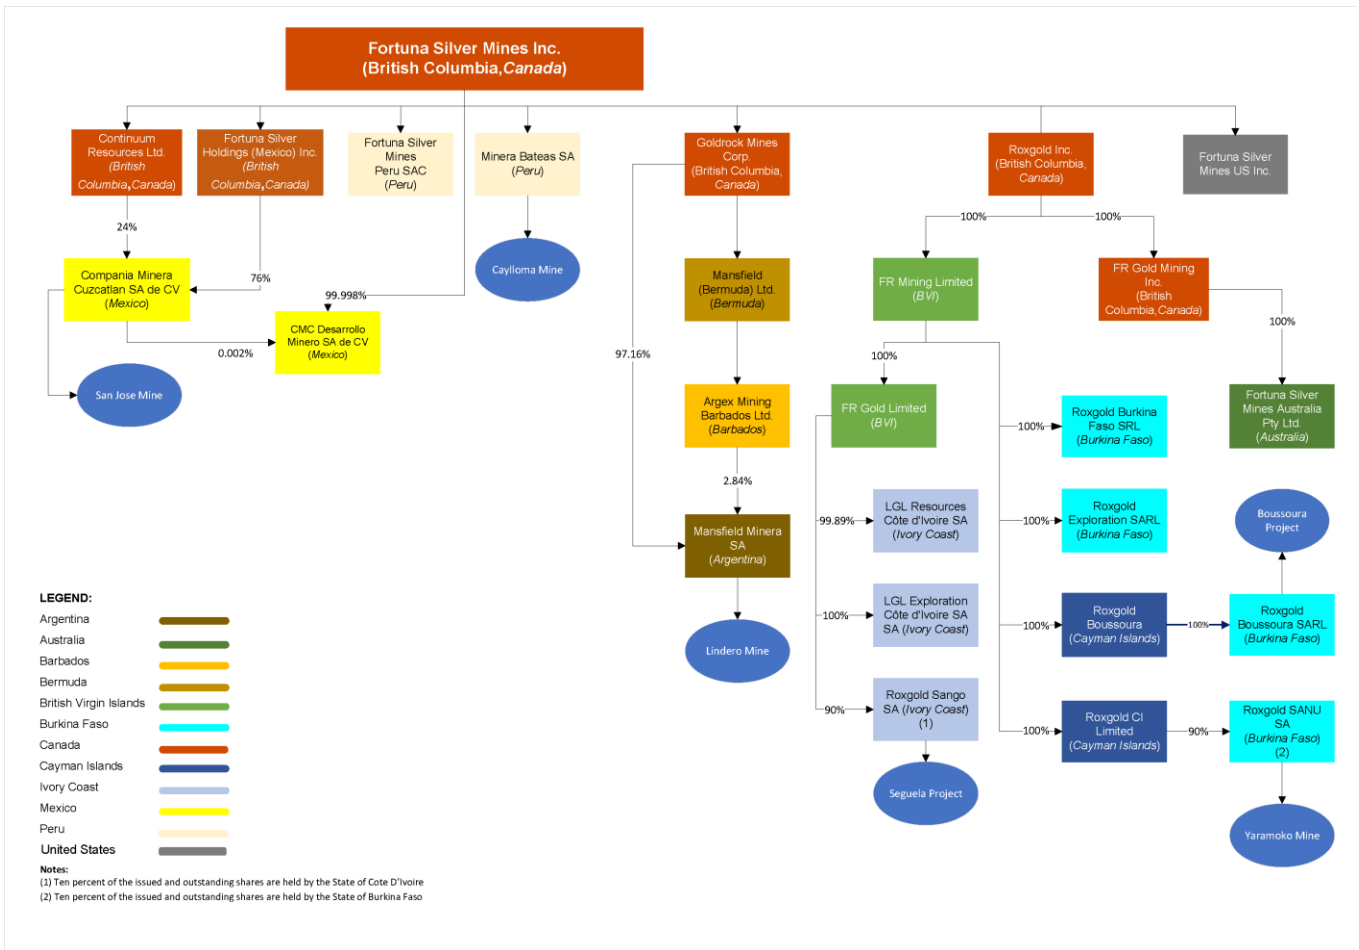 Fortuna Silver Mines Inc.
(British Columbia,Canada)
Continuum
Resources Ltd.
(British
Columbia,Canada)
Fortuna Silver
Holdings (Mexico) Inc.
(British
Columbia,Canada)
Fortuna Silver
Mines
Peru SAC
(Peru)
Minera Bateas SA
(Peru)
Goldrock Mines
Corp.
(British Columbia,
Canada)
Roxgold Inc.
(British Columbia,
Canada)
Fortuna Silver
Mines US Inc.
24%
76%
99.998%
100%
100%
Compania Minera
Cuzcatlan SA de CV
(Mexico)
Caylloma Mine
Mansfield
(Bermuda) Ltd.
(Bermuda)
FR Mining Limited
(BVI)
FR Gold Mining
Inc.
(British
Columbia,Canada)
0.002%
CMC Desarrollo
Minero SA de CV
(Mexico)
97.16%
100%
100%
San Jose Mine
Argex Mining
Barbados Ltd.
(Barbados)
FR Gold Limited
(BVI)
100%
Roxgold Burkina
Faso SRL
(Burkina Faso)
Fortuna Silver
Mines Australia
Pty Ltd.
(Australia)
2.84%
Mansfield Minera
SA
(Argentina)
99.89%
LGL Resources
Côte d'Ivoire SA
(Ivory Coast)
100%
Roxgold
Exploration SARL
(Burkina Faso)
Boussoura
Project
Lindero Mine
100%
LGL Exploration
Côte d'Ivoire SA
SA (Ivory Coast)
100%
Roxgold
Boussoura
(Cayman Islands)
100%
Roxgold
Boussoura SARL
(Burkina Faso)
90%
Roxgold Sango
SA (Ivory Coast)
(1)
100%
Roxgold CI
Limited
(Cayman Islands)
90%
Roxgold SANU
SA
(Burkina Faso)
(2)
Seguela Project
Yaramoko Mine
LEGEND:
Argentina
Australia
Barbados
Bermuda
British Virgin Islands
Burkina Faso
Canada
Cayman Islands
Ivory Coast
Mexico
Peru
United States
Notes:
(1) Ten percent of the issued and outstanding shares are held by the State of Cote D'Ivoire
(2) Ten percent of the issued and outstanding shares are held by the State of Burkina Faso